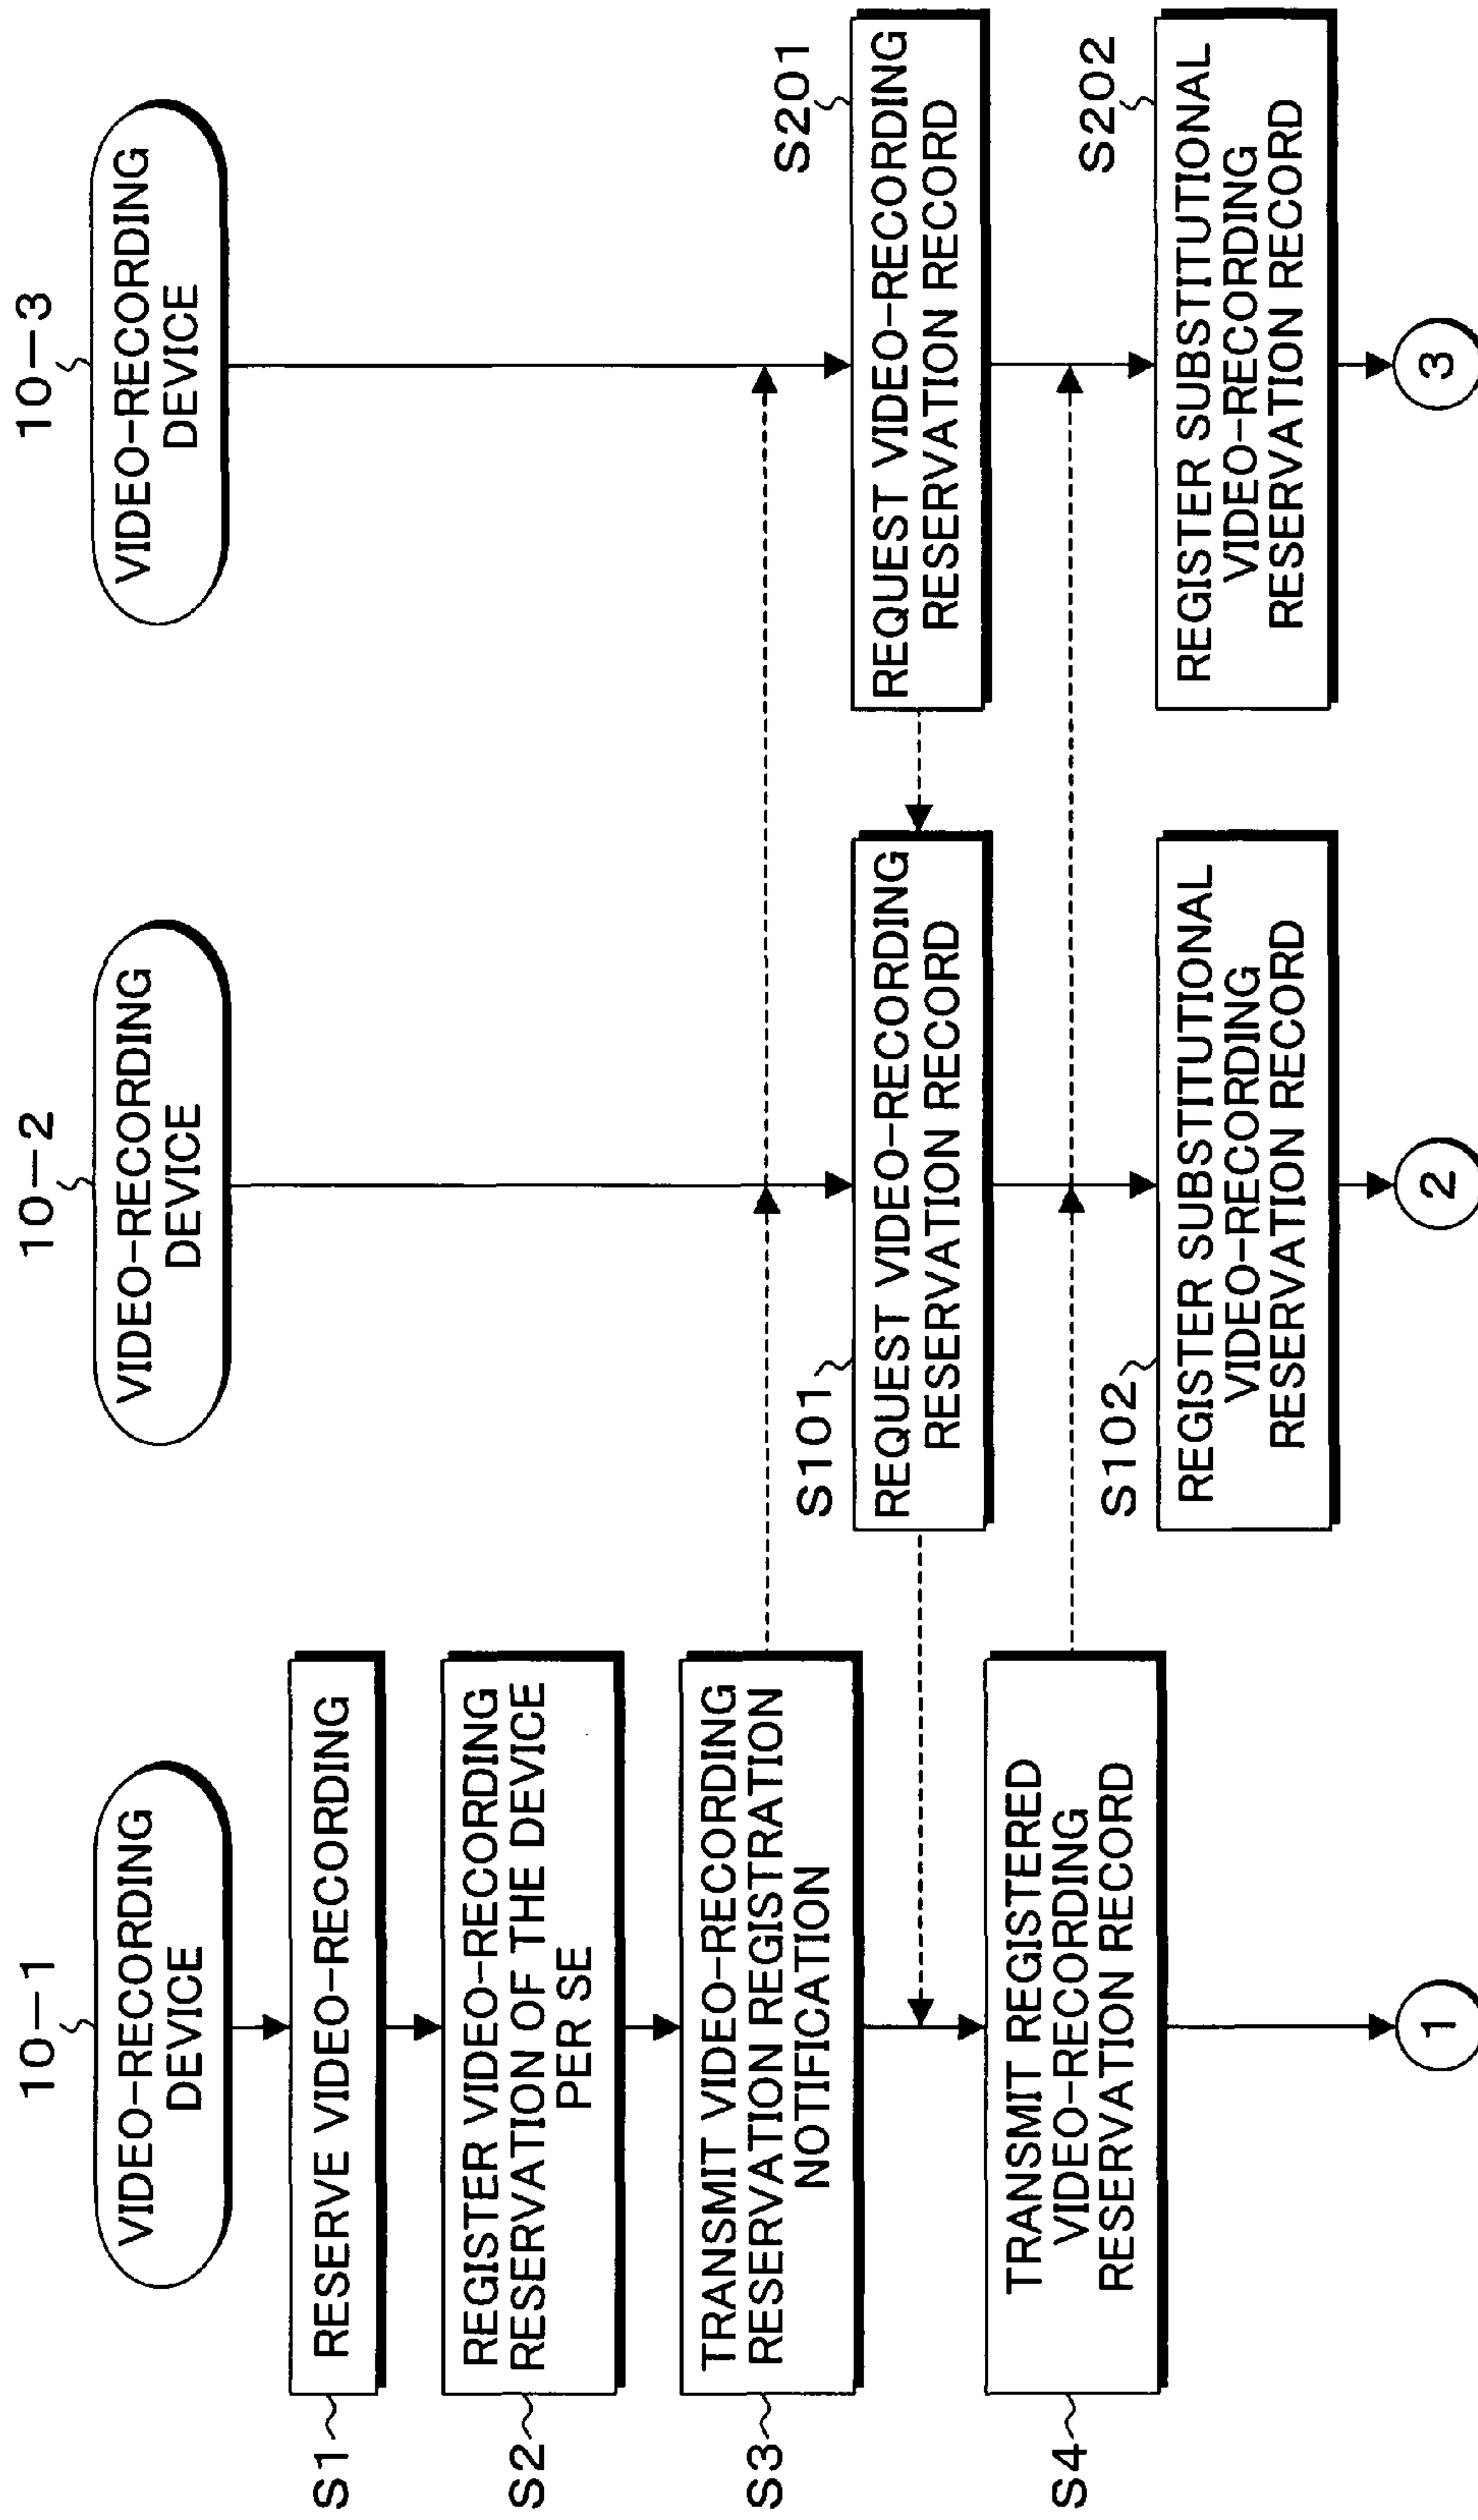 10-1
VIDEO-RECORDING
DEVICE
S1
RESERVE VIDEO-RECORDING
S2
REGISTER VIDEO-RECORDING
RESERVATION OF THE DEVICE
PER SE
S3
TRANSMIT VIDEO-RECORDING
RESERVATION REGISTRATION
NOTIFICATION
S4
TRANSMIT REGISTERED
VIDEO-RECORDING
RESERVATION RECORD
1
10-2
VIDEO-RECORDING
DEVICE
S101
REQUEST VIDEO-RECORDING
RESERVATION RECORD
S102
REGISTER SUBSTITUTIONAL
VIDEO-RECORDING
RESERVATION RECORD
2
10-3
VIDEO-RECORDING
DEVICE
S201
REQUEST VIDEO-RECORDING
RESERVATION RECORD
S202
REGISTER SUBSTITUTIONAL
VIDEO-RECORDING
RESERVATION RECORD
3